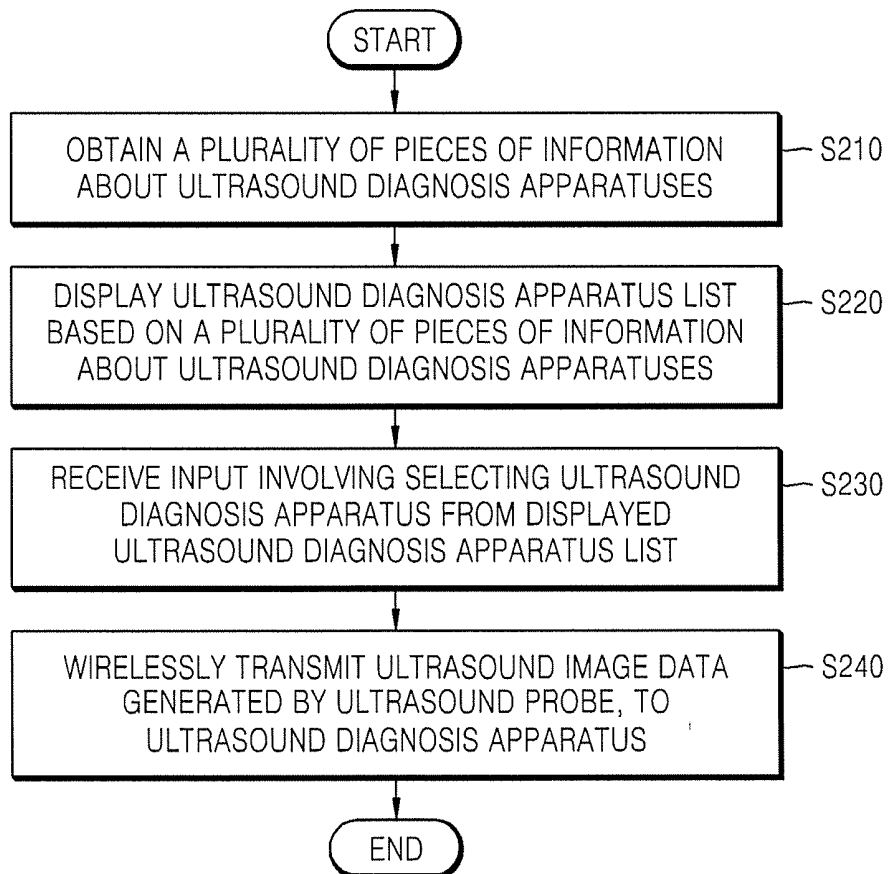 START
OBTAIN A PLURALITY OF PIECES OF INFORMATION
ABOUT ULTRASOUND DIAGNOSIS APPARATUSES
S210
DISPLAY ULTRASOUND DIAGNOSIS APPARATUS LIST
BASED ON A PLURALITY OF PIECES OF INFORMATION
ABOUT ULTRASOUND DIAGNOSIS APPARATUSES
S220
RECEIVE INPUT INVOLVING SELECTING ULTRASOUND
DIAGNOSIS APPARATUS FROM DISPLAYED
ULTRASOUND DIAGNOSIS APPARATUS LIST
S230
WIRELESSLY TRANSMIT ULTRASOUND IMAGE DATA
GENERATED BY ULTRASOUND PROBE, TO
ULTRASOUND DIAGNOSIS APPARATUS
S240
END